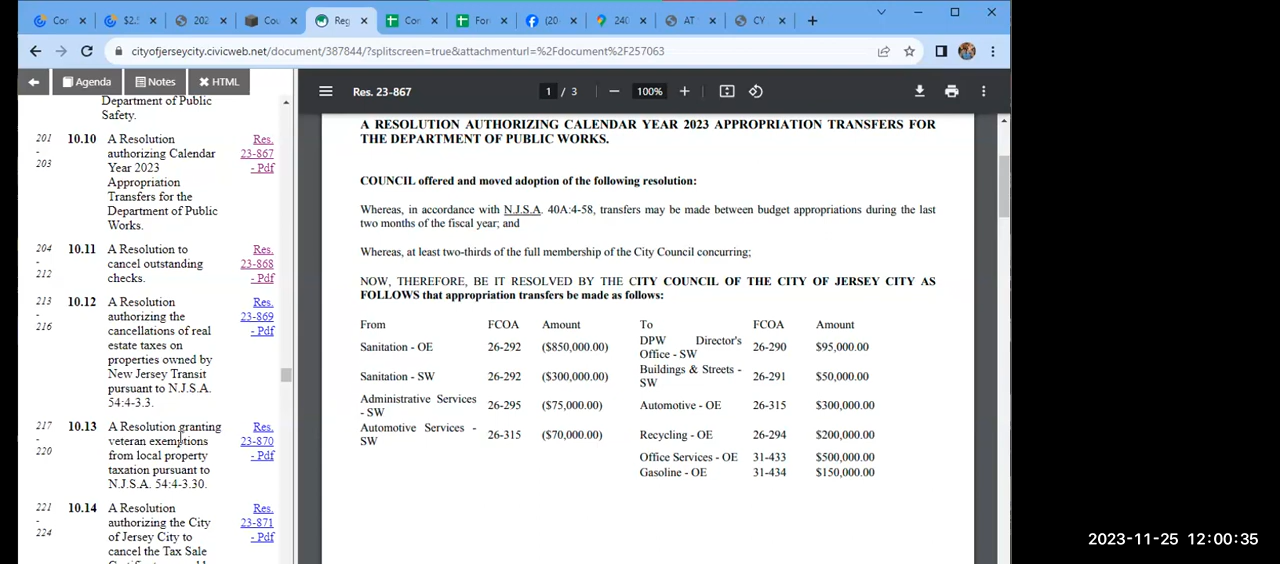 Con
$2.!
202
Cou
Reg
Cor
For
(20
240
AT
CY
cityofjerseycity.civicweb.net/document/387844/?splitscreen=true&attachmenturl=%2Fdocument%2F257063
Agenda
Notes
HTML
Res. 23-867
1 / 3
100%
Department of Public
Safety.
201
-
203
10.10
A Resolution
authorizing Calendar
Year 2023
Appropriation
Transfers for the
Department of Public
Works.
Res.
23-867
- Pdf
204
-
212
10.11
A Resolution to
cancel outstanding
checks.
Res.
23-868
- Pdf
213
-
216
10.12
A Resolution
authorizing the
cancellations of real
estate taxes on
properties owned by
New Jersey Transit
pursuant to N.J.S.A.
54:4-3.3.
Res.
23-869
- Pdf
217
-
220
10.13
A Resolution granting
veteran exemptions
from local property
taxation pursuant to
N.J.S.A. 54:4-3.30.
Res.
23-870
- Pdf
221
-
224
10.14
A Resolution
authorizing the City
of Jersey City to
cancel the Tax Sale
Res.
23-871
- Pdf
A RESOLUTION AUTHORIZING CALENDAR YEAR 2023 APPROPRIATION TRANSFERS FOR
THE DEPARTMENT OF PUBLIC WORKS.
COUNCIL offered and moved adoption of the following resolution:
Whereas, in accordance with N.J.S.A. 40A:4-58, transfers may be made between budget appropriations during the last
two months of the fiscal year; and
Whereas, at least two-thirds of the full membership of the City Council concurring;
NOW, THEREFORE, BE IT RESOLVED BY THE CITY COUNCIL OF THE CITY OF JERSEY CITY AS
FOLLOWS that appropriation transfers be made as follows:
From FCOA Amount To FCOA Amount
Sanitation - OE 26-292 ($850,000.00) DPW Director's Office - SW 26-290 $95,000.00
Sanitation - SW 26-292 ($300,000.00) Buildings & Streets - SW 26-291 $50,000.00
Administrative Services - SW 26-295 ($75,000.00) Automotive - OE 26-315 $300,000.00
Automotive Services - SW 26-315 ($70,000.00) Recycling - OE 26-294 $200,000.00
Office Services - OE 31-433 $500,000.00
Gasoline - OE 31-434 $150,000.00
2023-11-25 12:00:35